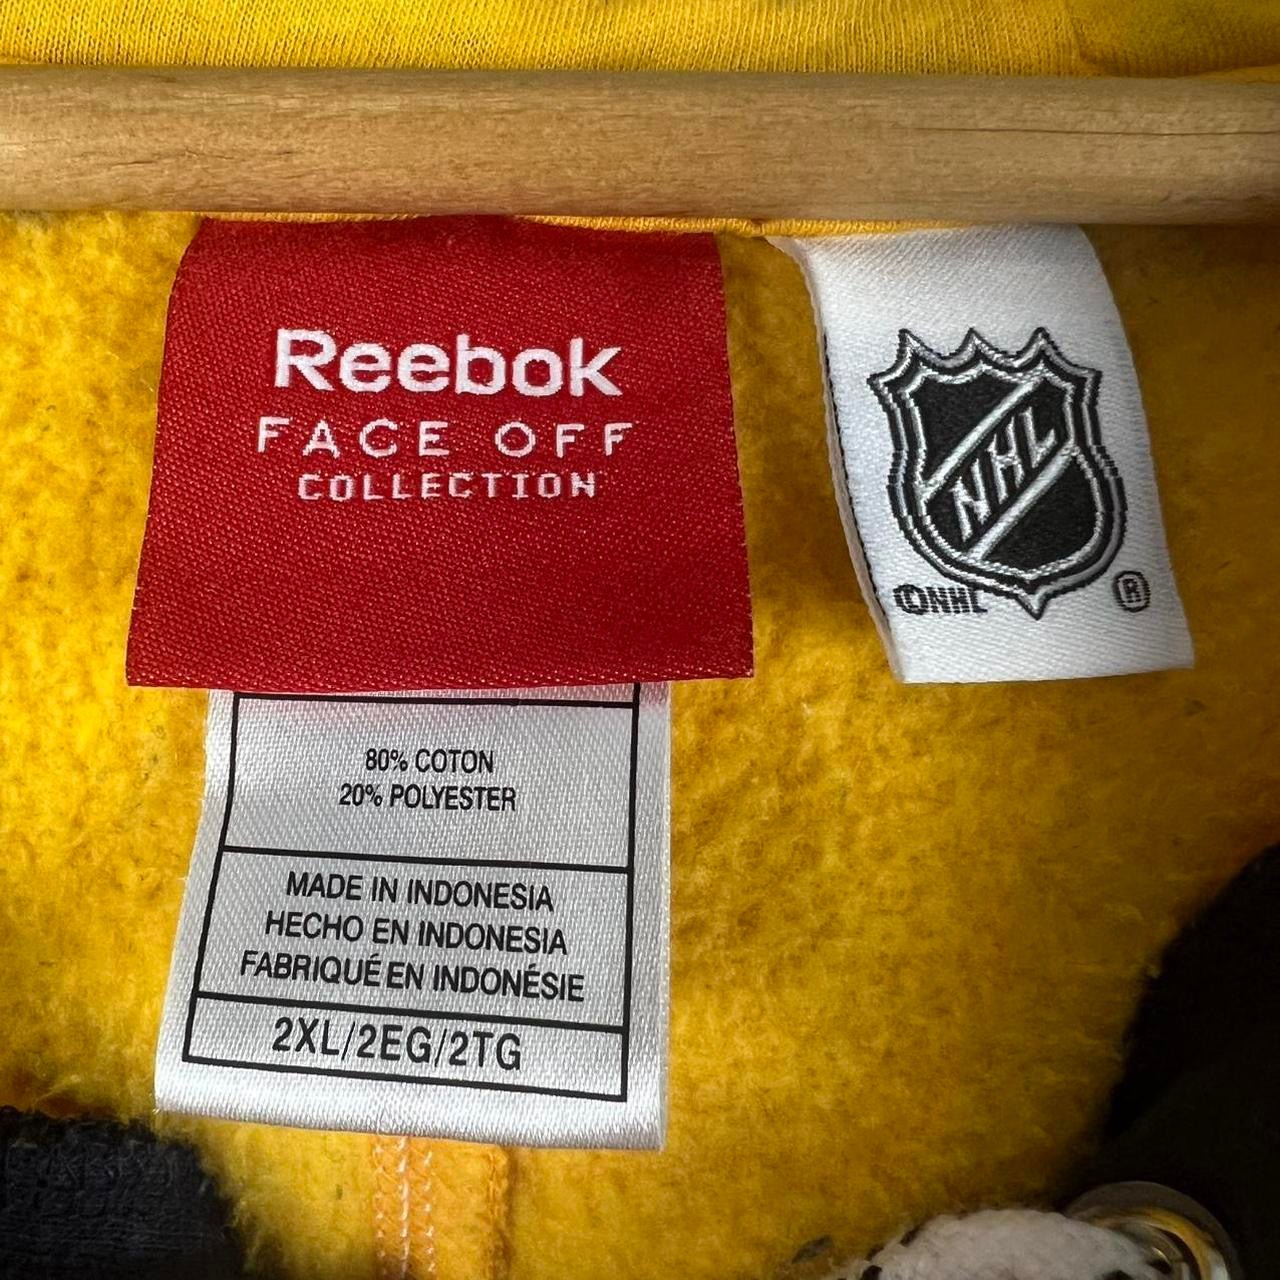 Reebok
FACE OFF
COLLECTION
NHL
©NHL
®
80% COTON
20% POLYESTER
MADE IN INDONESIA
HECHO EN INDONESIA
FABRIQUÉ EN INDONÉSIE
2XL/2EG/2TG